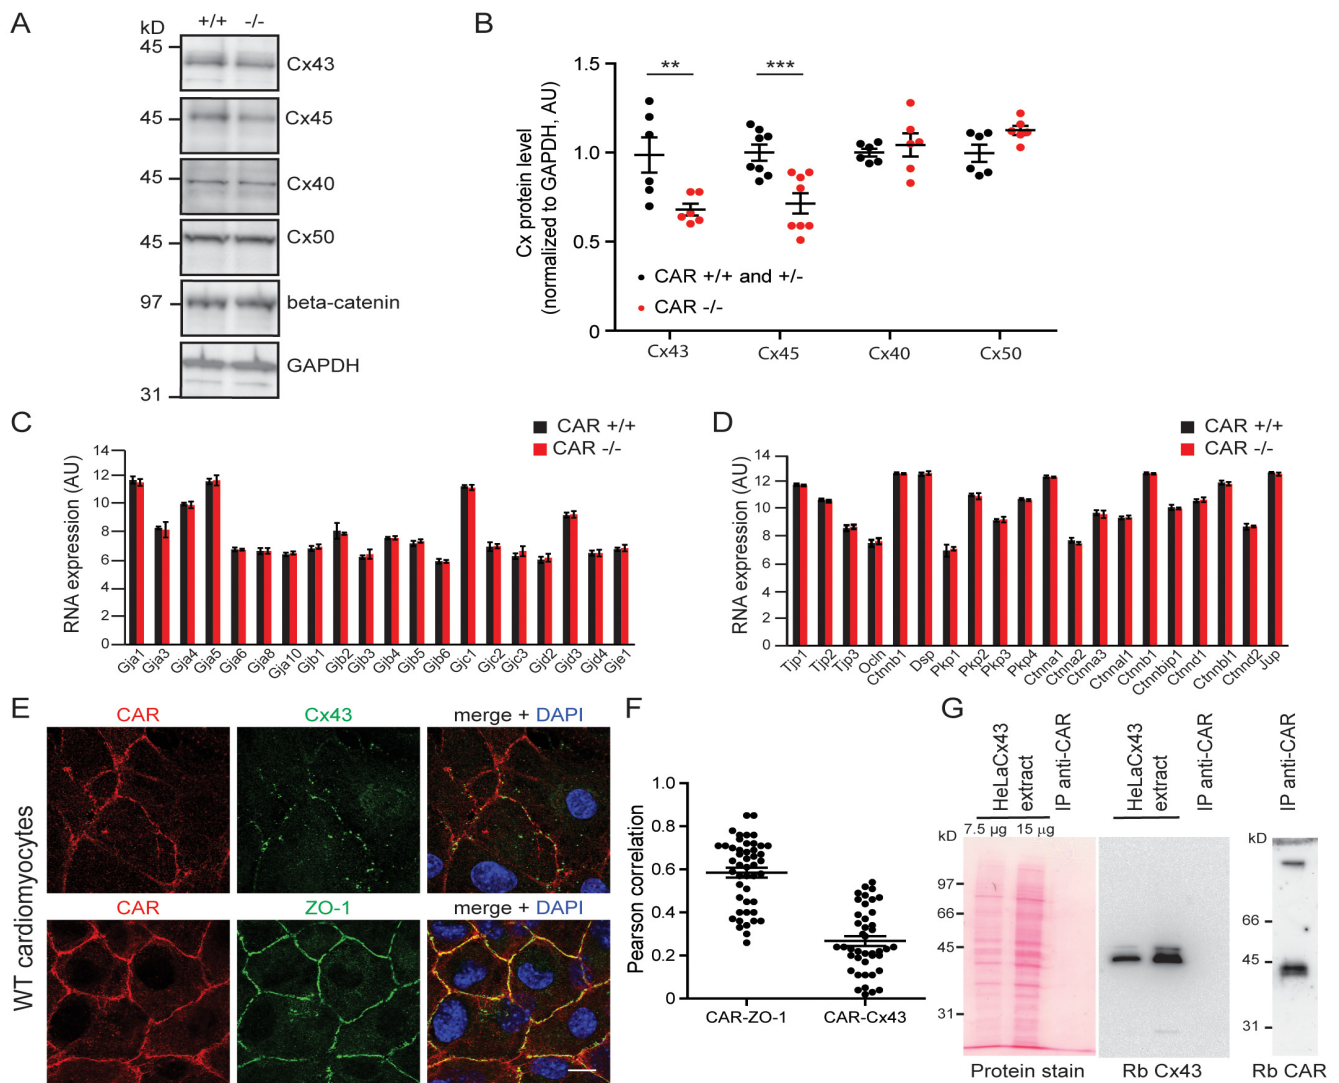 A
kD
+/+ -/-
45
Cx43
45
Cx45
45
Cx40
45
Cx50
97
beta-catenin
GAPDH
31
B
Cx protein level
(normalized to GAPDH, AU)
1.5
1.0
0.5
0
**
***
CAR +/+ and +/-
CAR -/-
Cx43 Cx45 Cx40 Cx50
C
CAR +/+
CAR -/-
RNA expression (AU)
14
12
10
8
6
4
2
0
Gja1 Gja3 Gja4 Gja5 Gja6 Gja8 Gja10 Gjb1 Gjb2 Gjb3 Gjb4 Gjb5 Gjb6 Gjc1 Gjc2 Gjc3 Gjd2 Gjd3 Gjd4 Gje1
D
CAR +/+
CAR -/-
RNA expression (AU)
14
12
10
8
6
4
2
0
Tjp1 Tjp2 Tjp3 Ocln Ctnnb1 Dsp Pkp1 Pkp2 Pkp3 Pkp4 Ctnna1 Ctnna2 Ctnna3 Ctnnal1 Ctnnb1 Ctnnbip1 Ctnnd1 Ctnnbl1 Ctnnd2 Jup
E
CAR Cx43 merge + DAPI
CAR ZO-1 merge + DAPI
WT cardiomyocytes
F
Pearson correlation
1.0
0.8
0.6
0.4
0.2
0
CAR-ZO-1 CAR-Cx43
G
HeLaCx43
extract
IP anti-CAR
HeLaCx43
extract
IP anti-CAR
IP anti-CAR
kD 7.5 µg 15 µg
97
66
45
31
kD
66
45
31
Protein stain Rb Cx43 Rb CAR